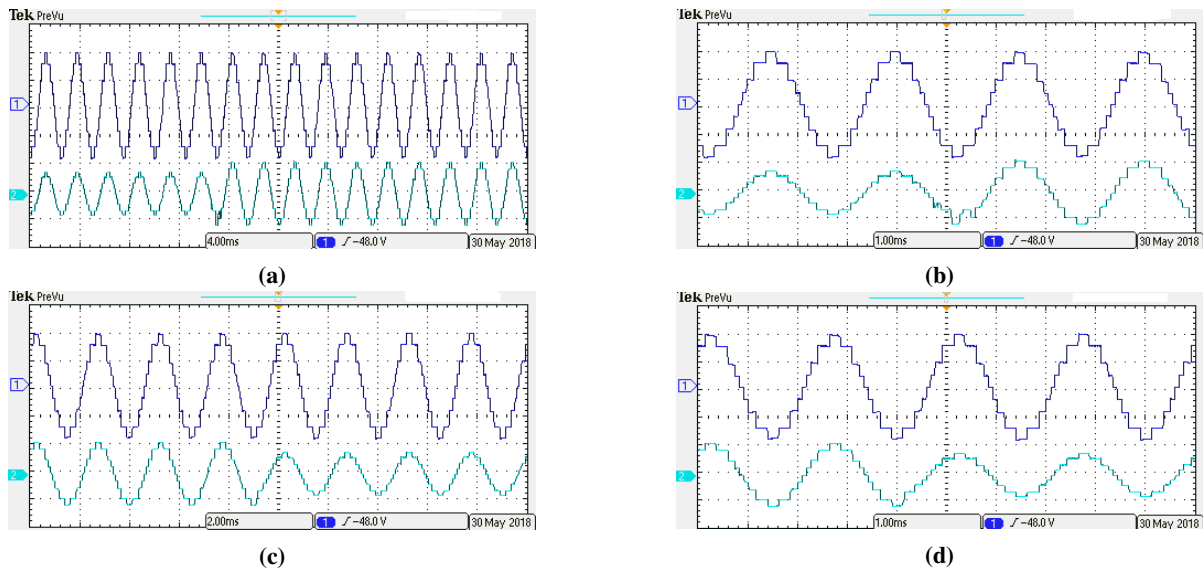 Tek PreVu
1
2
4.00ms
1 ƒ -48.0 V
30 May 2018
(a)
Tek PreVu
1
2
1.00ms
1 ƒ -48.0 V
30 May 2018
(b)
Tek PreVu
1
2
2.00ms
1 ƒ -48.0 V
30 May 2018
(c)
Tek PreVu
1
2
1.00ms
1 ƒ -48.0 V
30 May 2018
(d)